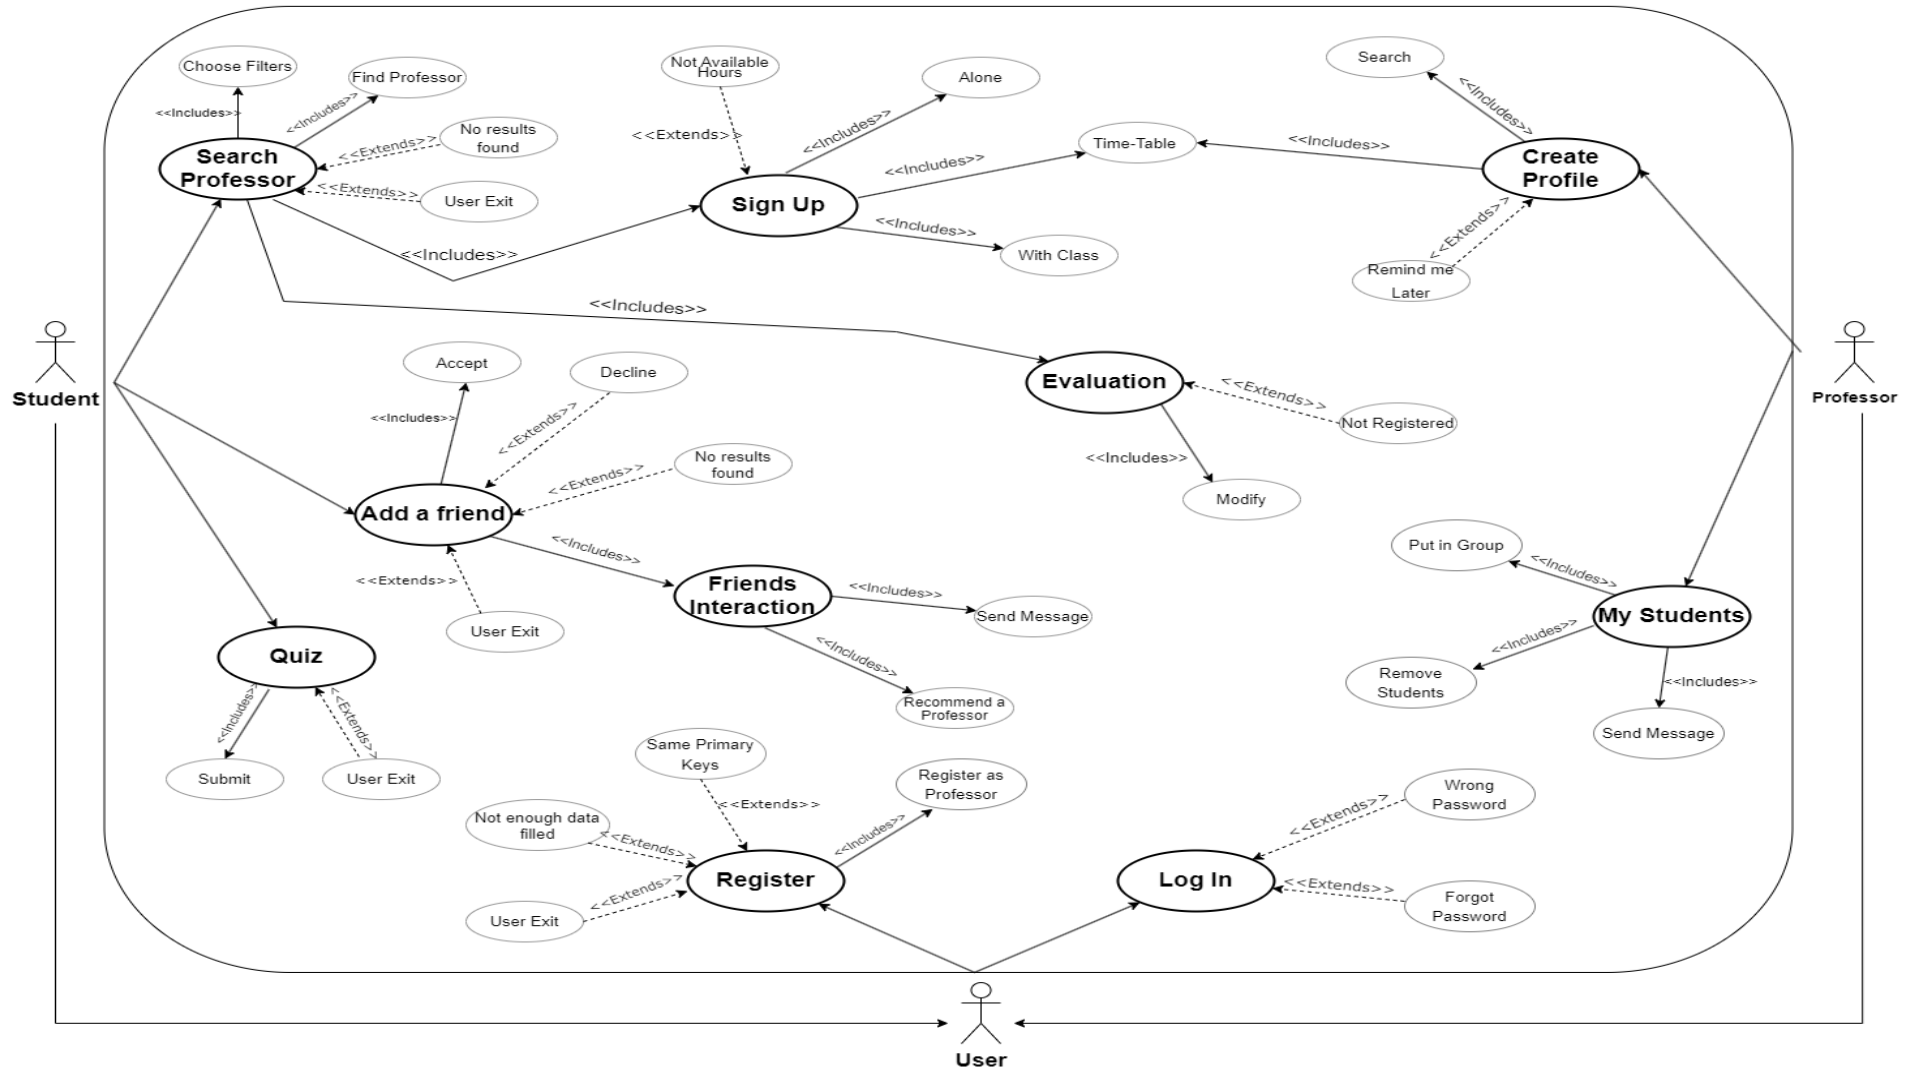 Choose Filters
Find Professor
<<Includes>>
<<Includes>>
No results
found
<<Extends>>
Search
Professor
<<Extends>>
User Exit
<<Includes>>
Not Available
Hours
<<Extends>>
Alone
<<Includes>>
Sign Up
<<Includes>>
Time-Table
<<Includes>>
With Class
Search
<<Includes>>
<<Includes>>
Create
Profile
<<Extends>>
Remind me
Later
<<Includes>>
Student
Professor
Accept
<<Includes>>
Decline
<<Extends>>
No results
found
<<Extends>>
Add a friend
<<Extends>>
User Exit
<<Includes>>
Evaluation
<<Extends>>
Not Registered
<<Includes>>
Modify
Friends
Interaction
<<Includes>>
Send Message
<<Includes>>
Recommend a
Professor
Put in Group
<<Includes>>
My Students
<<Includes>>
Remove
Students
<<Includes>>
Send Message
Quiz
<<Includes>>
<<Extends>>
Submit
User Exit
Same Primary
Keys
<<Extends>>
Register as
Professor
<<Includes>>
Not enough data
filled
<<Extends>>
Register
<<Extends>>
User Exit
Wrong
Password
<<Extends>>
Log In
<<Extends>>
Forgot
Password
User